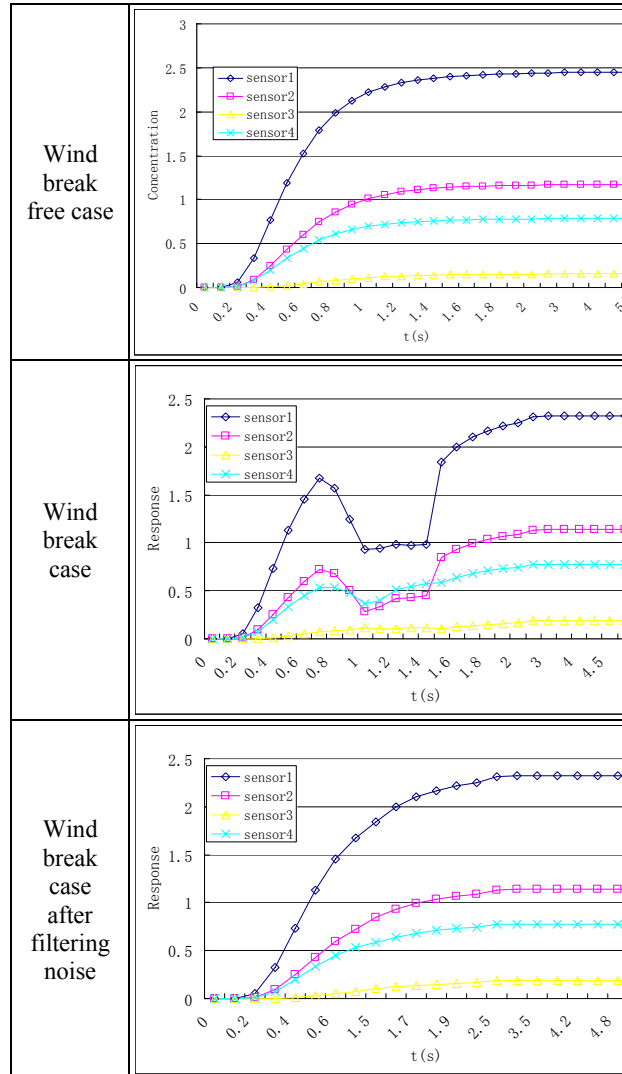 Wind
break
free case
Concentration
3
2.5
2
1.5
1
0.5
0
sensor1
sensor2
sensor3
sensor4
0
0.2
0.4
0.6
0.8
1
1.2
1.4
1.6
1.8
2
3
4
5
t(s)
Wind
break
case
Response
2.5
2
1.5
1
0.5
0
sensor1
sensor2
sensor3
sensor4
0
0.2
0.4
0.6
0.8
1
1.2
1.4
1.6
1.8
2
3
4
4.5
t(s)
Wind
break
case
after
filtering
noise
Response
2.5
2
1.5
1
0.5
0
sensor1
sensor2
sensor3
sensor4
0
0.2
0.4
0.6
1.5
1.7
1.9
2.5
3.5
4.2
4.8
t(s)